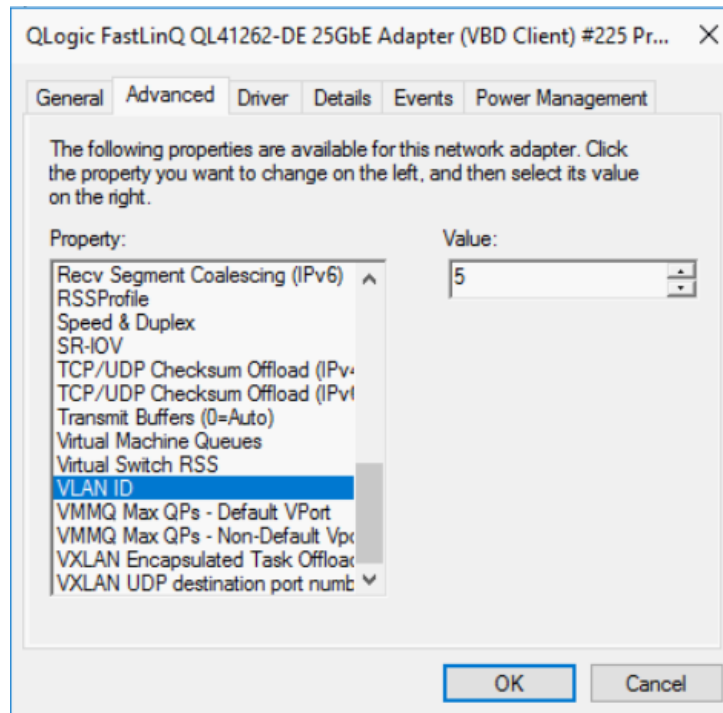 QLogic FastLinQ QL41262-DE 25GbE Adapter (VBD Client) #225 Pr...
General Advanced Driver Details Events Power Management
The following properties are available for this network adapter. Click
the property you want to change on the left, and then select its value
on the right.
Property:
Value:
Recv Segment Coalescing (IPv6)
5
RSSProfile
Speed & Duplex
SR-IOV
TCP/UDP Checksum Offload (IPv4
TCP/UDP Checksum Offload (IPv6
Transmit Buffers (0=Auto)
Virtual Machine Queues
Virtual Switch RSS
VLAN ID
VMMQ Max QPs - Default VPort
VMMQ Max QPs - Non-Default Vpo
VXLAN Encapsulated Task Offload
VXLAN UDP destination port numb
OK
Cancel